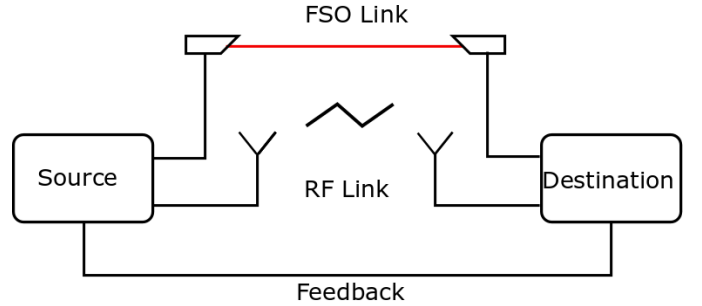 FSO Link
Source
RF Link
Destination
Feedback